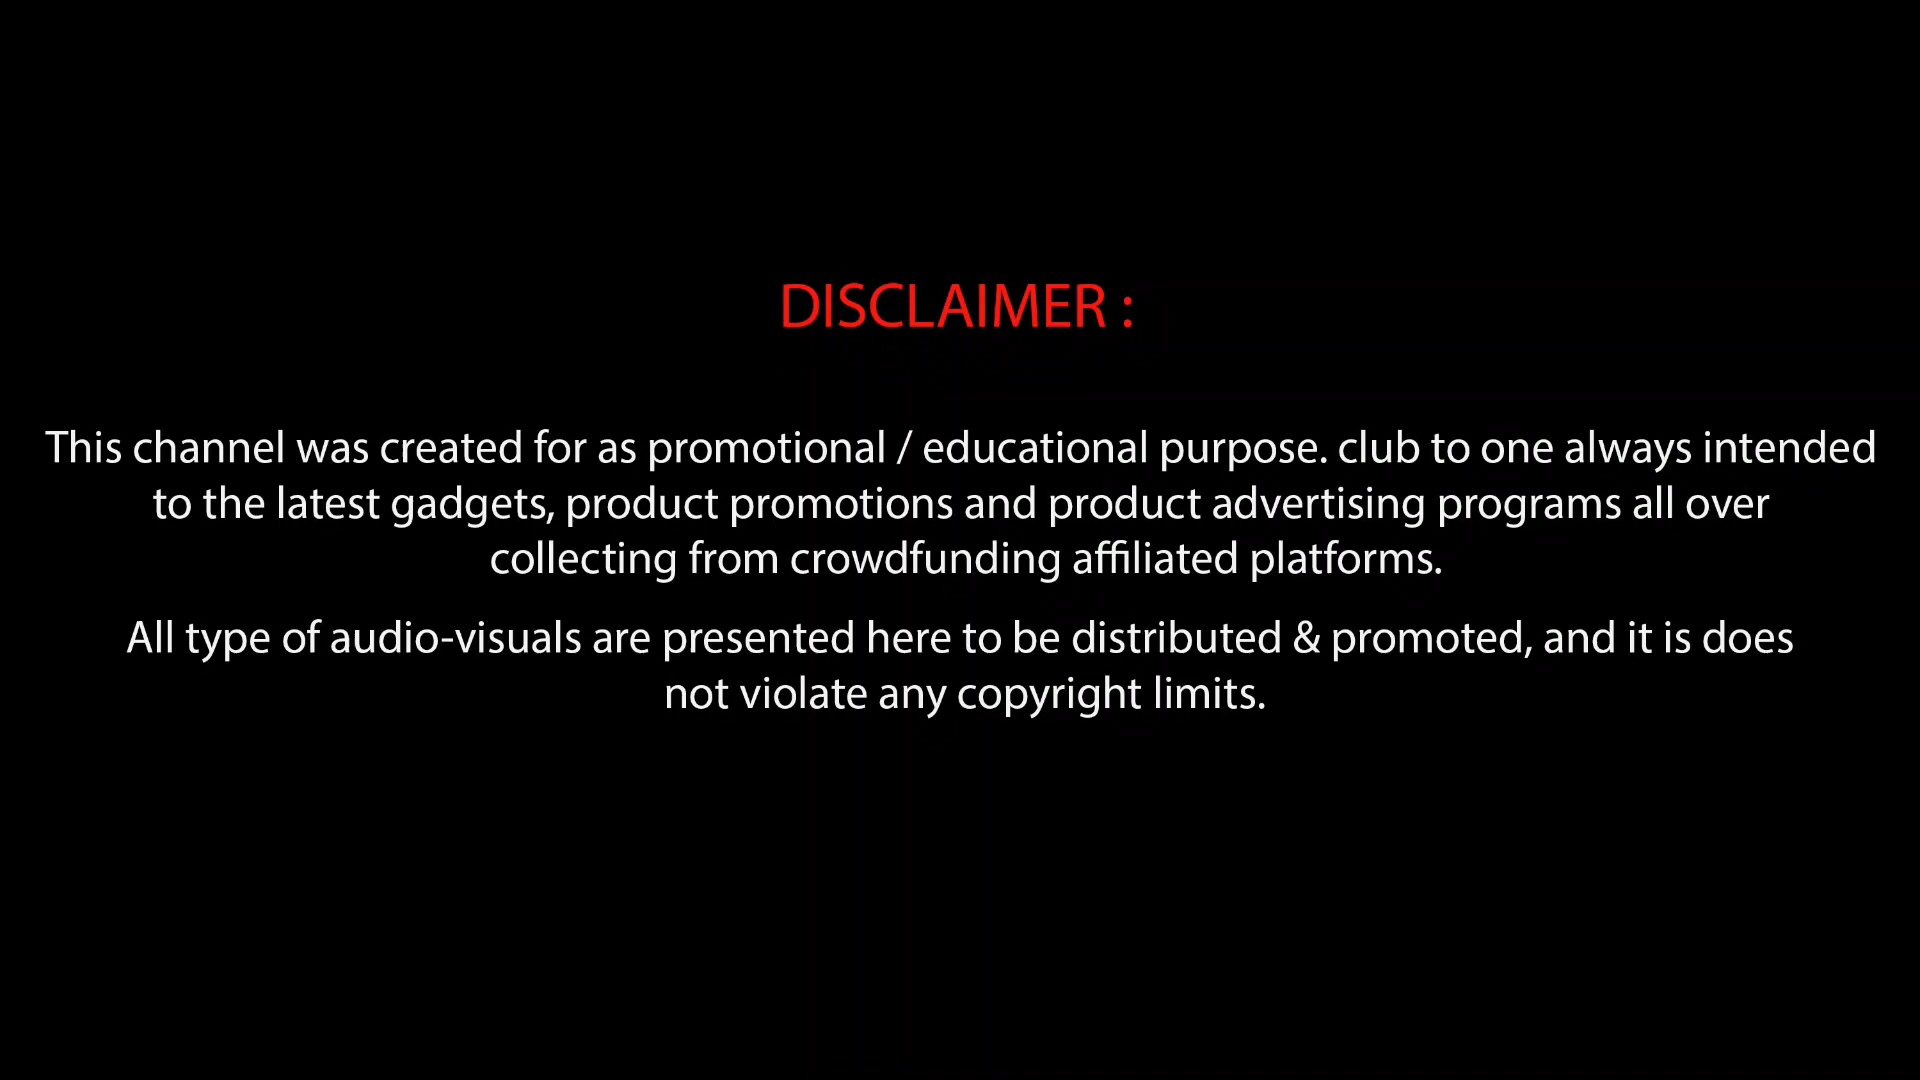 DISCLAIMER :
This channel was created for as promotional / educational purpose. club to one always intended
to the latest gadgets, product promotions and product advertising programs all over
collecting from crowdfunding affiliated platforms.
All type of audio-visuals are presented here to be distributed & promoted, and it is does
not violate any copyright limits.